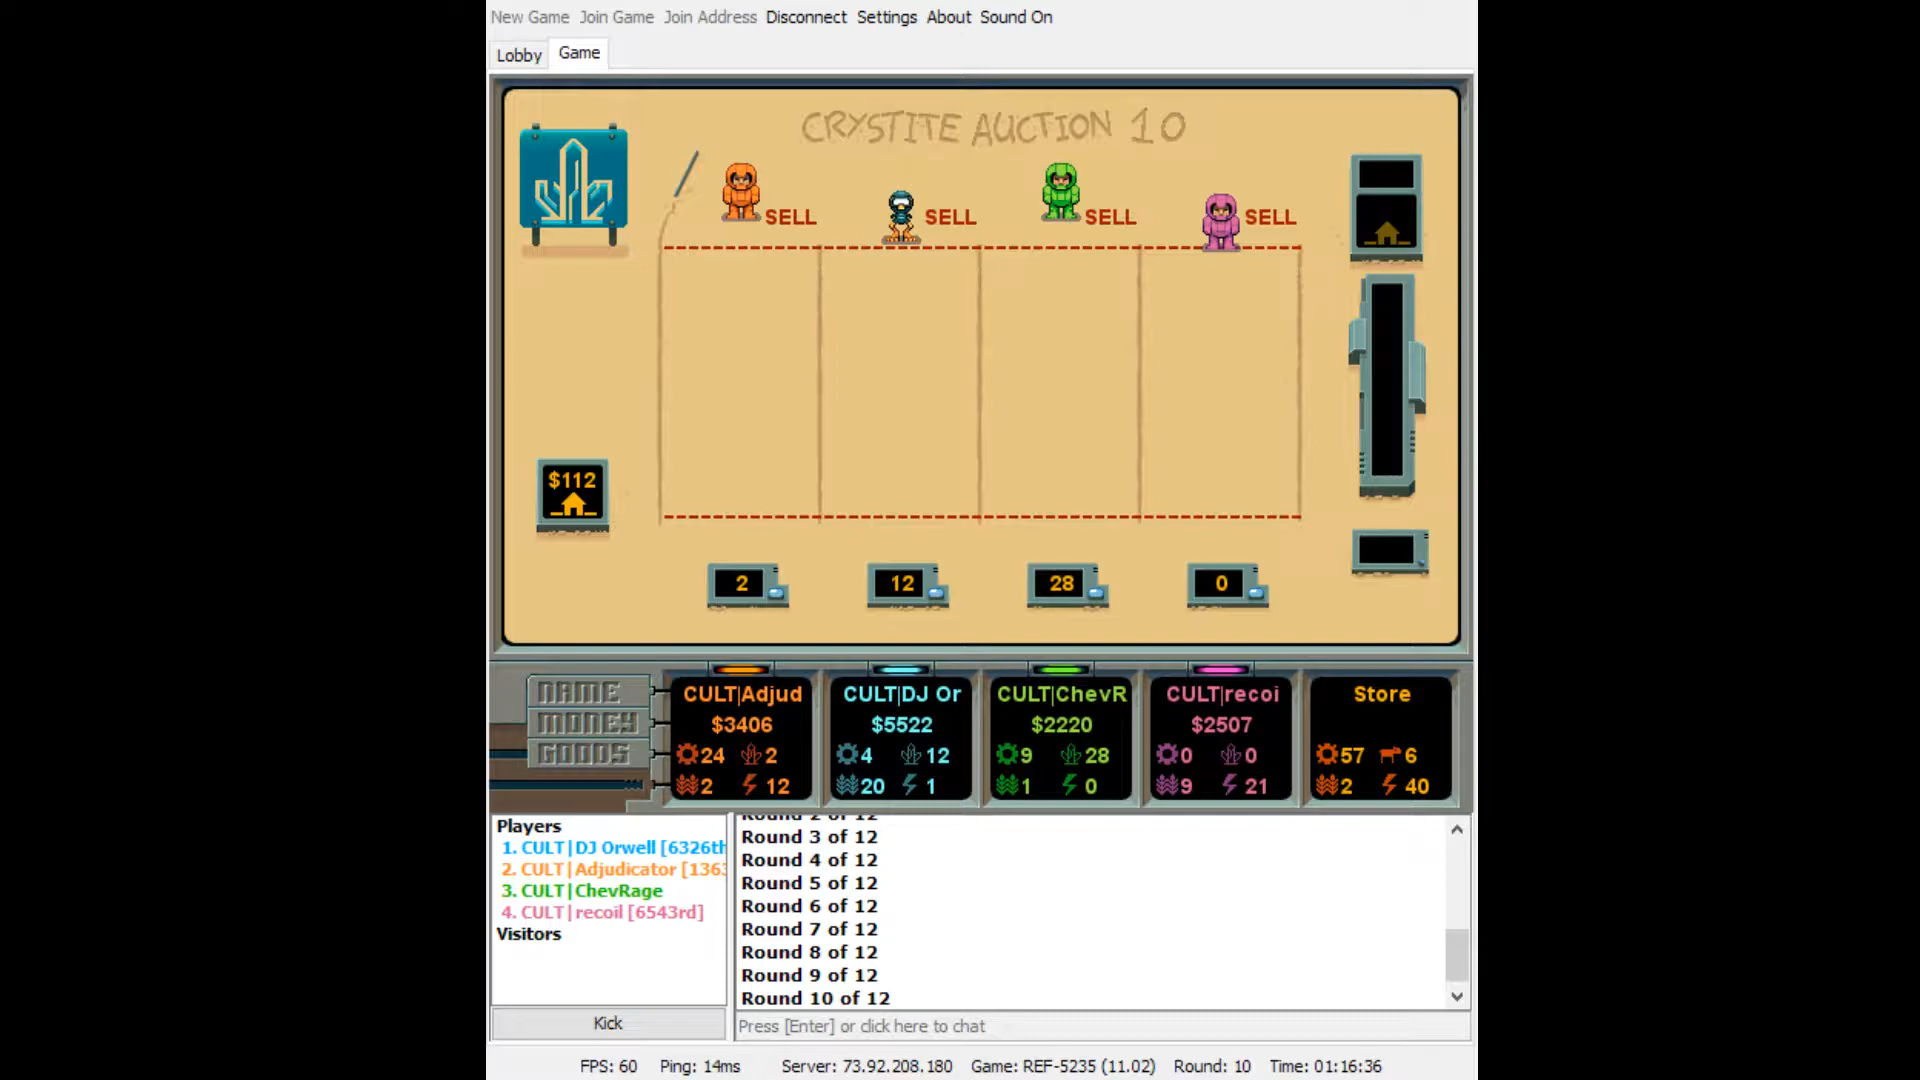 New Game Join Game Join Address Disconnect Settings About Sound On
Lobby Game
CRYSTITE AUCTION 10
SELL SELL SELL SELL
$112
2 12 28 0
NAME
MONEY
GOODS
CULT|Adjud
$3406
24 2
2 12
CULT|DJ Or
$5522
4 12
20 1
CULT|ChevR
$2220
9 28
1 0
CULT|recoi
$2507
0 0
9 21
Store
57 6
2 40
Players
1. CULT|DJ Orwell [6326th
2. CULT|Adjudicator [136
3. CULT|ChevRage
4. CULT|recoil [6543rd]
Visitors
Kick
Round 2 of 12
Round 3 of 12
Round 4 of 12
Round 5 of 12
Round 6 of 12
Round 7 of 12
Round 8 of 12
Round 9 of 12
Round 10 of 12
Press [Enter] or click here to chat
FPS: 60 Ping: 14ms Server: 73.92.208.180 Game: REF-5235 (11.02) Round: 10 Time: 01:16:36